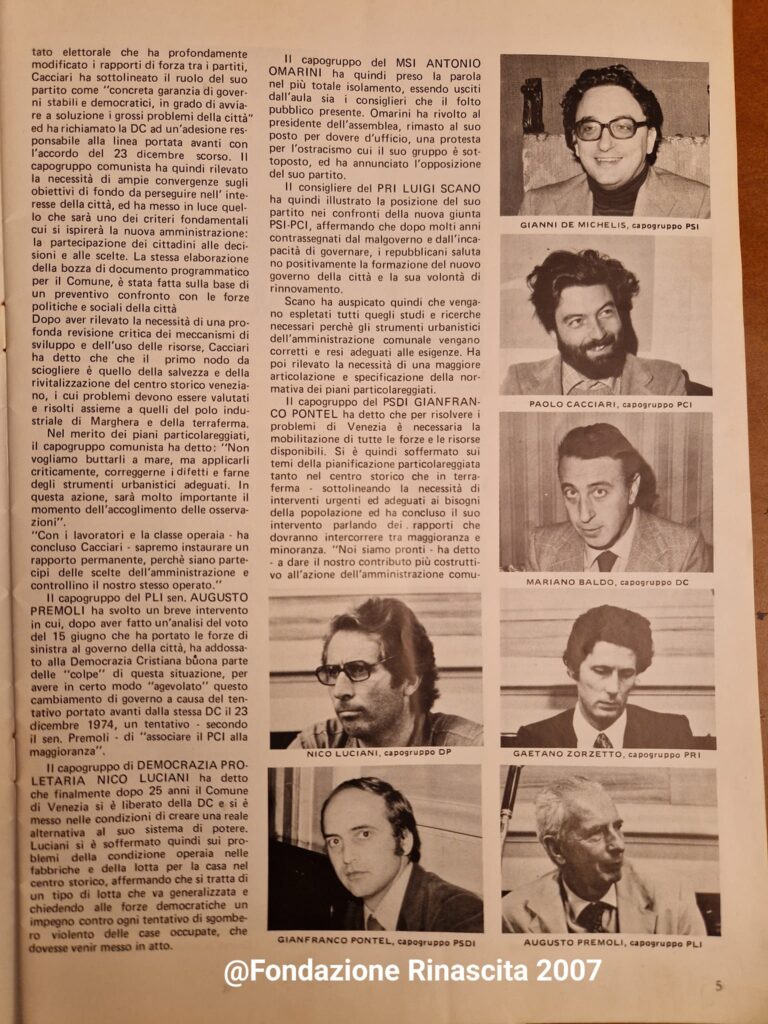 tato elettorale che ha profondamente
modificato i rapporti di forza tra i partiti,
Cacciari ha sottolineato il ruolo del suo
partito come "concreta garanzia di gover-
ni stabili e democratici, in grado di avvia-
re a soluzione i grossi problemi della città"
ed ha richiamato la DC ad un'adesione res-
ponsabile alla linea portata avanti con
l'accordo del 23 dicembre scorso. Il
capogruppo comunista ha quindi rilevato
la necessità di ampie convergenze sugli
obiettivi di fondo da perseguire nell' inte-
resse della città, ed ha messo in luce quel-
lo che sarà uno dei criteri fondamentali
cui si ispirerà la nuova amministrazione:
la partecipazione dei cittadini alle deci-
sioni e alle scelte. La stessa elaborazione
della bozza di documento programmatico
per il Comune, è stata fatta sulla base di
un preventivo confronto con le forze
politiche e sociali della città
Dopo aver rilevato la necessità di una pro-
fonda revisione critica dei meccanismi di
sviluppo e dell'uso delle risorse, Cacciari
ha detto che che il primo nodo da
sciogliere è quello della salvezza e della
rivitalizzazione del centro storico venezia-
no, i cui problemi devono essere valutati
e risolti assieme a quelli del polo indu-
striale di Marghera e della terraferma.
Nel merito dei piani particolareggiati,
il capogruppo comunista ha detto: "Non
vogliamo buttarli a mare, ma applicarli
criticamente, correggerne i difetti e farne
degli strumenti urbanistici adeguati. In
questa azione, sarà molto importante il
momento dell'accoglimento delle osserva-
zioni".
"Con i lavoratori e la classe operaia - ha
concluso Cacciari - sapremo instaurare un
rapporto permanente, perchè siano parte-
cipi delle scelte dell'amministrazione e
controllino il nostro stesso operato."
Il capogruppo del PLI sen. AUGUSTO
PREMOLI ha svolto un breve intervento
in cui, dopo aver fatto un'analisi del voto
del 15 giugno che ha portato le forze di
sinistra al governo della città, ha addos-
sato alla Democrazia Cristiana buona parte
delle "colpe" di questa situazione, per
avere in certo modo "agevolato" questo
cambiamento di governo a causa del ten-
tativo portato avanti dalla stessa DC il 23
dicembre 1974, un tentativo - secondo
il sen. Premoli - di "associare il PCI alla
maggioranza".
Il capogruppo di DEMOCRAZIA PRO-
LETARIA NICO LUCIANI ha detto
che finalmente dopo 25 anni il Comune
di Venezia si è liberato della DC e si è
messo nelle condizioni di creare una reale
alternativa al suo sistema di potere.
Luciani si è soffermato quindi sui pro-
blemi della condizione operaia nelle
fabbriche e della lotta per la casa nel
centro storico, affermando che si tratta di
un tipo di lotta che va generalizzata e
chiedendo alle forze democratiche un
impegno contro ogni tentativo di sgombe-
ro violento delle case occupate, che
dovesse venir messo in atto.
Il capogruppo del MSI ANTONIO
OMARINI ha quindi preso la parola
nel più totale isolamento, essendo usciti
dall'aula sia i consiglieri che il folto
pubblico presente. Omarini ha rivolto al
presidente dell'assemblea, rimasto al suo
posto per dovere d'ufficio, una protesta
per l'ostracismo cui il suo gruppo è sot-
toposto, ed ha annunciato l'opposizione
del suo partito.
Il consigliere del PRI LUIGI SCANO
ha quindi illustrato la posizione del suo
partito nei confronti della nuova giunta
PSI-PCI, affermando che dopo molti anni
contrassegnati dal malgoverno e dall'inca-
pacità di governare, i repubblicani saluta
no positivamente la formazione del nuovo
governo della città e la sua volontà di
rinnovamento.
Scano ha auspicato quindi che venga-
no espletati tutti quegli studi e ricerche
necessari perchè gli strumenti urbanistici
dell'amministrazione comunale vengano
corretti e resi adeguati alle esigenze. Ha
poi rilevato la necessità di una maggiore
articolazione e specificazione della nor-
mativa dei piani particolareggiati.
Il capogruppo del PSDI GIANFRAN-
CO PONTEL ha detto che per risolvere i
problemi di Venezia è necessaria la
mobilitazione di tutte le forze e le risorse
disponibili. Si è quindi soffermato sui
temi della pianificazione particolareggiata
tanto nel centro storico che in terra-
ferma - sottolineando la necessità di
interventi urgenti ed adeguati ai bisogni
della popolazione ed ha concluso il suo
intervento parlando dei rapporti che
dovranno intercorrere tra maggioranza e
minoranza. "Noi siamo pronti - ha detto
- a dare il nostro contributo più costrutti-
vo all'azione dell'amministrazione comu-
GIANNI DE MICHELIS, capogruppo PSI
PAOLO CACCIARI, capogruppo PCI
MARIANO BALDO, capogruppo DC
NICO LUCIANI, capogruppo DP
GAETANO ZORZETTO, capogruppo PRI
GIANFRANCO PONTEL, capogruppo PSDI
AUGUSTO PREMOLI, capogruppo PLI
@Fondazione Rinascita 2007
5